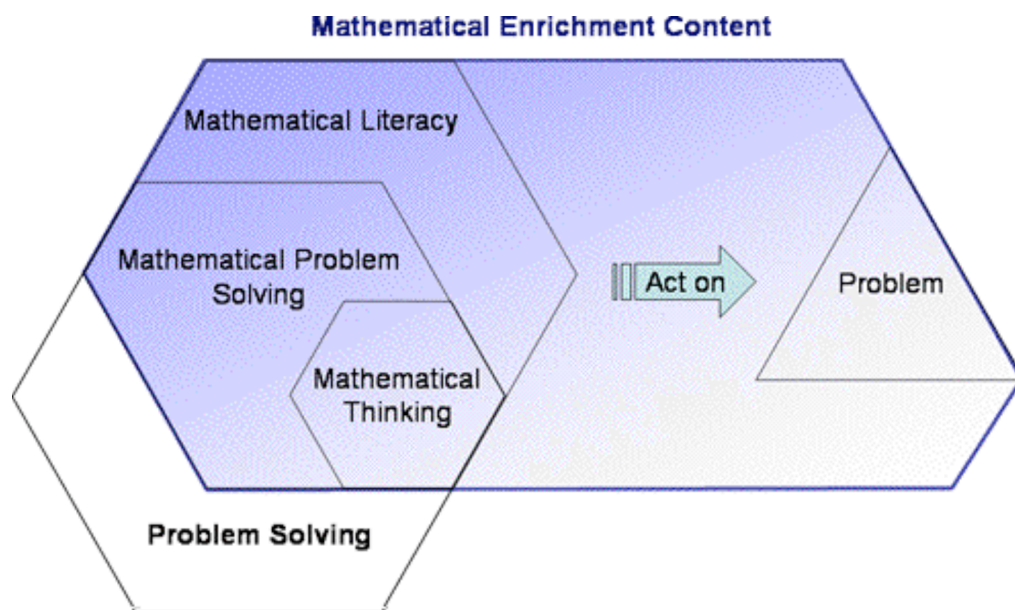 Mathematical Enrichment Content
Mathematical Literacy
Mathematical Problem
Solving
Act on
Problem
Mathematical
Thinking
Problem Solving